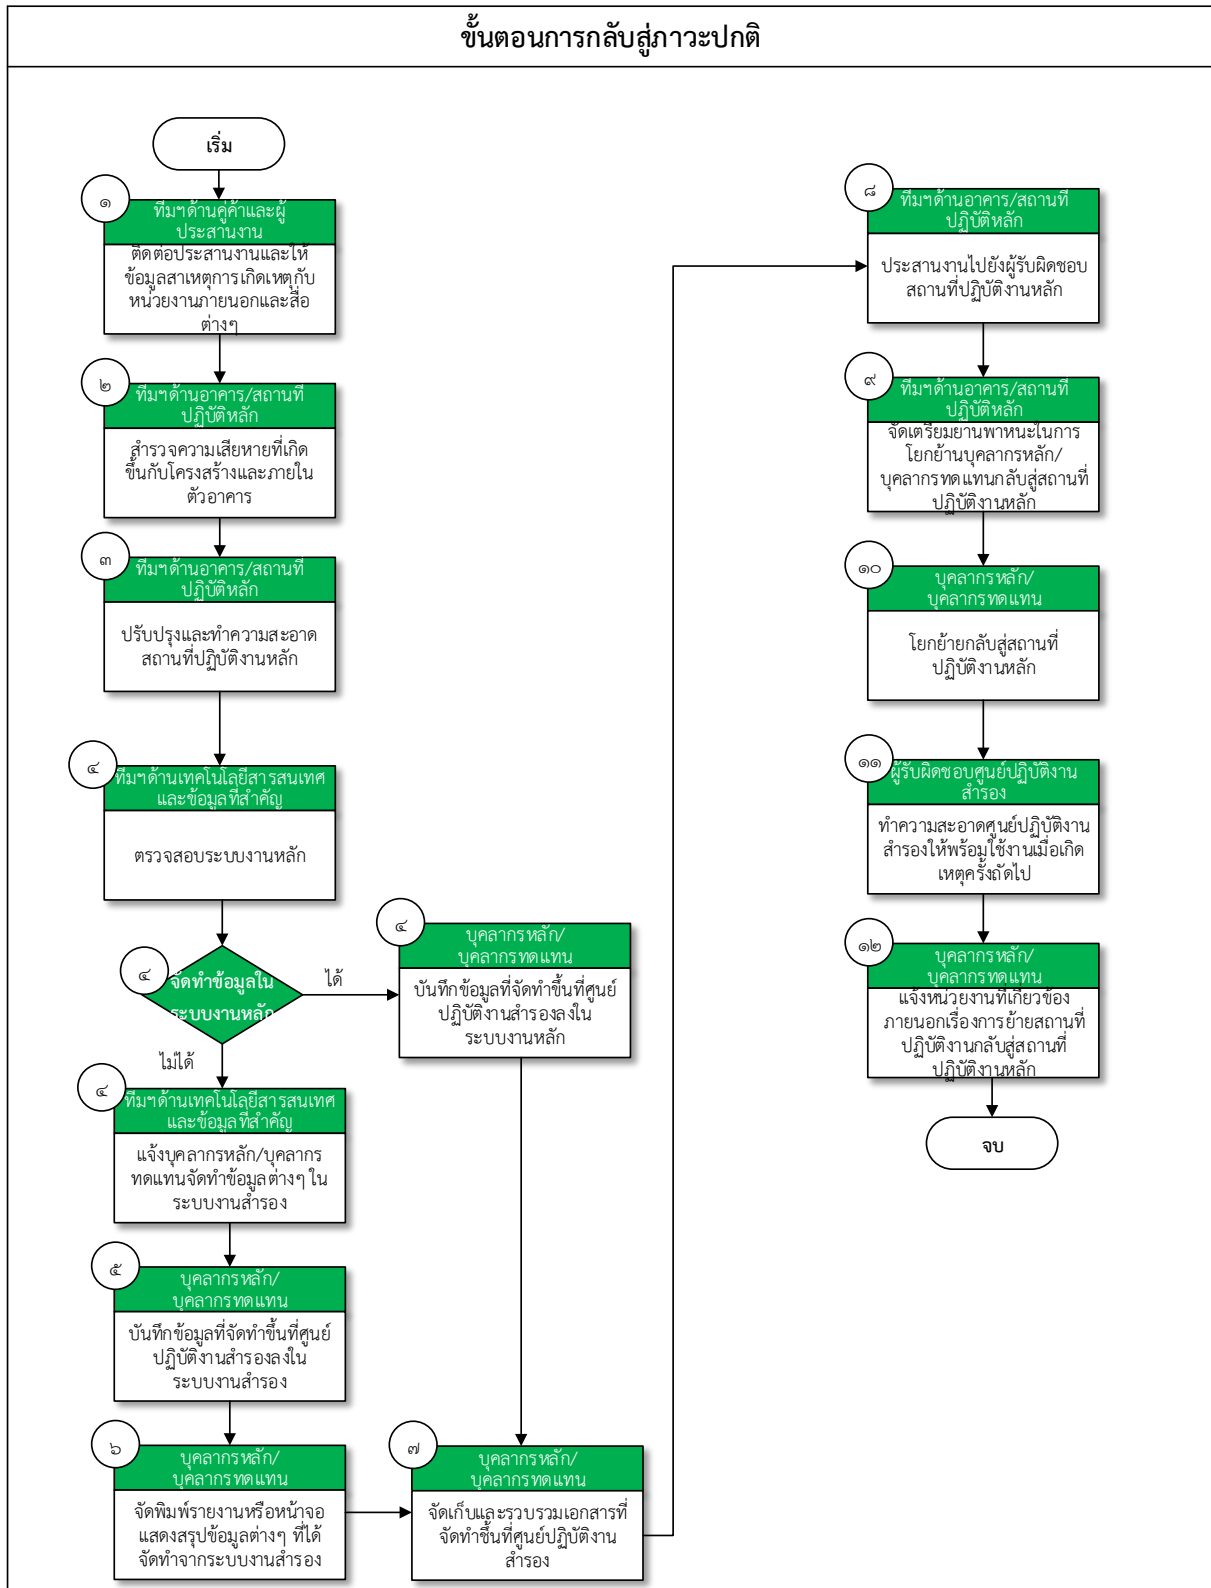 ขั้นตอนการกลับสู่ภาวะปกติ
เริ่ม
๑
ทีมฯด้านคู่ค้าและผู้
ประสานงาน
ติดต่อประสานงานและให้
ข้อมูลสาเหตุการเกิดเหตุกับ
หน่วยงานภายนอกและสื่อ
ต่างๆ
๒
ทีมฯด้านอาคาร/สถานที่
ปฏิบัติหลัก
สำรวจความเสียหายที่เกิด
ขึ้นกับโครงสร้างและภายใน
ตัวอาคาร
๓
ทีมฯด้านอาคาร/สถานที่
ปฏิบัติหลัก
ปรับปรุงและทำความสะอาด
สถานที่ปฏิบัติงานหลัก
๔
ทีมฯด้านเทคโนโลยีสารสนเทศ
และข้อมูลที่สำคัญ
ตรวจสอบระบบงานหลัก
๔
จัดทำข้อมูลใน
ระบบงานหลัก
ได้
ไม่ได้
๔
บุคลากรหลัก/
บุคลากรทดแทน
บันทึกข้อมูลที่จัดทำขึ้นที่ศูนย์
ปฏิบัติงานสำรองลงใน
ระบบงานหลัก
๔
ทีมฯด้านเทคโนโลยีสารสนเทศ
และข้อมูลที่สำคัญ
แจ้งบุคลากรหลัก/บุคลากร
ทดแทนจัดทำข้อมูลต่างๆ ใน
ระบบงานสำรอง
๕
บุคลากรหลัก/
บุคลากรทดแทน
บันทึกข้อมูลที่จัดทำขึ้นที่ศูนย์
ปฏิบัติงานสำรองลงใน
ระบบงานสำรอง
๖
บุคลากรหลัก/
บุคลากรทดแทน
จัดพิมพ์รายงานหรือหน้าจอ
แสดงสรุปข้อมูลต่างๆ ที่ได้
จัดทำจากระบบงานสำรอง
๗
บุคลากรหลัก/
บุคลากรทดแทน
จัดเก็บและรวบรวมเอกสารที่
จัดทำชึ้นที่ศูนย์ปฏิบัติงาน
สำรอง
๘
ทีมฯด้านอาคาร/สถานที่
ปฏิบัติหลัก
ประสานงานไปยังผู้รับผิดชอบ
สถานที่ปฏิบัติงานหลัก
๙
ทีมฯด้านอาคาร/สถานที่
ปฏิบัติหลัก
จัดเตรียมยานพาหนะในการ
โยกย้านบุคลากรหลัก/
บุคลากรทดแทนกลับสู่สถานที่
ปฏิบัติงานหลัก
๑๐
บุคลากรหลัก/
บุคลากรทดแทน
โยกย้ายกลับสู่สถานที่
ปฏิบัติงานหลัก
๑๑
ผู้รับผิดชอบศูนย์ปฏิบัติงาน
สำรอง
ทำความสะอาดศูนย์ปฏิบัติงาน
สำรองให้พร้อมใช้งานเมื่อเกิด
เหตุครั้งถัดไป
๑๒
บุคลากรหลัก/
บุคลากรทดแทน
แจ้งหน่วยงานที่เกี่ยวข้อง
ภายนอกเรื่องการย้ายสถานที่
ปฏิบัติงานกลับสู่สถานที่
ปฏิบัติงานหลัก
จบ